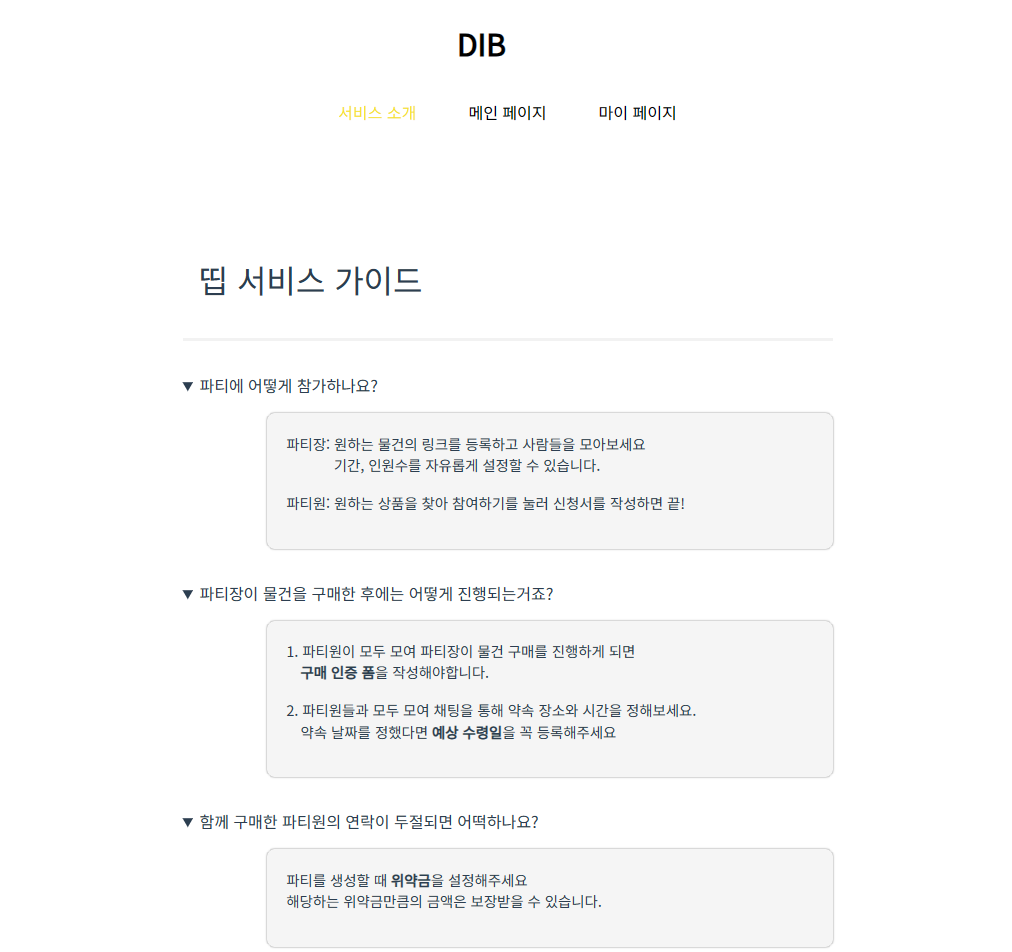 DIB
서비스 소개 메인 페이지 마이 페이지
띱 서비스 가이드
▼ 파티에 어떻게 참가하나요?
파티장: 원하는 물건의 링크를 등록하고 사람들을 모아보세요
기간, 인원수를 자유롭게 설정할 수 있습니다.
파티원: 원하는 상품을 찾아 참여하기를 눌러 신청서를 작성하면 끝!
▼ 파티장이 물건을 구매한 후에는 어떻게 진행되는거죠?
1. 파티원이 모두 모여 파티장이 물건 구매를 진행하게 되면
구매 인증 폼을 작성해야합니다.
2. 파티원들과 모두 모여 채팅을 통해 약속 장소와 시간을 정해보세요.
약속 날짜를 정했다면 예상 수령일을 꼭 등록해주세요
▼ 함께 구매한 파티원의 연락이 두절되면 어떡하나요?
파티를 생성할 때 위약금을 설정해주세요
해당하는 위약금만큼의 금액은 보장받을 수 있습니다.